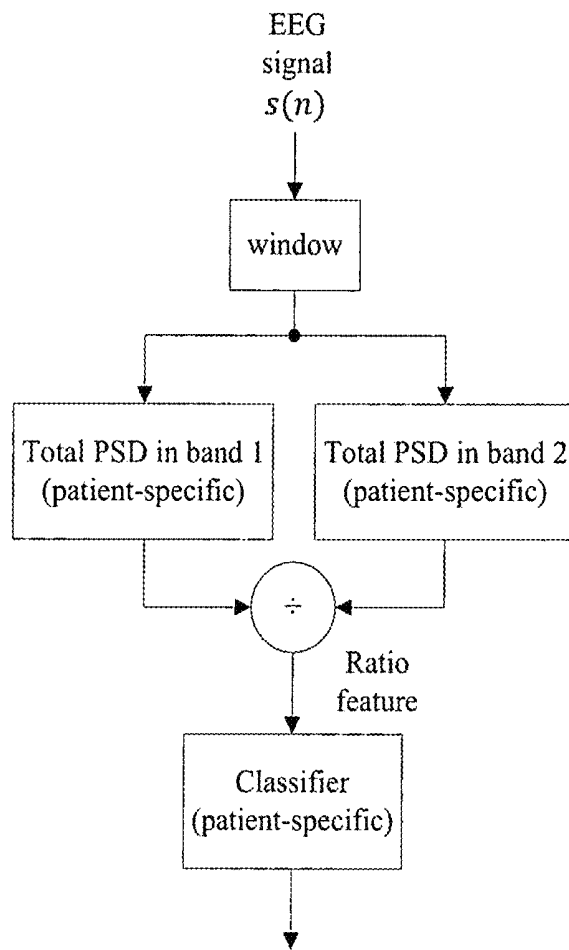 EEG
signal
s(n)
window
Total PSD in band 1
(patient-specific)
Total PSD in band 2
(patient-specific)
÷
Ratio
feature
Classifier
(patient-specific)